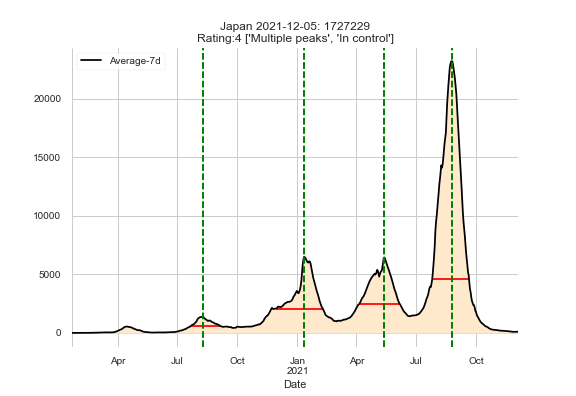 Japan 2021-12-05: 1727229
Rating:4 ['Multiple peaks', 'In control']
Average-7d
20000
15000
10000
5000
0
Apr Jul Oct Jan Apr Jul Oct
2021
Date